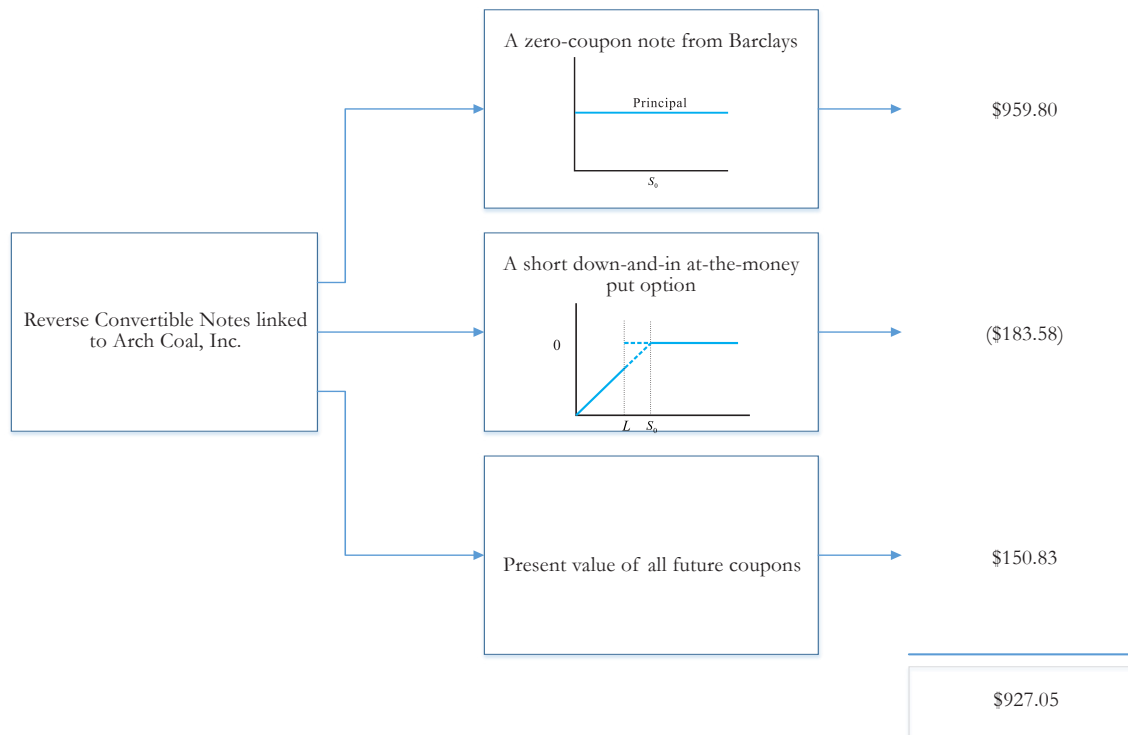 A zero-coupon note from Barclays
Principal
S₀
$959.80
Reverse Convertible Notes linked
to Arch Coal, Inc.
A short down-and-in at-the-money
put option
0
L
S₀
($183.58)
Present value of all future coupons
$150.83
$927.05